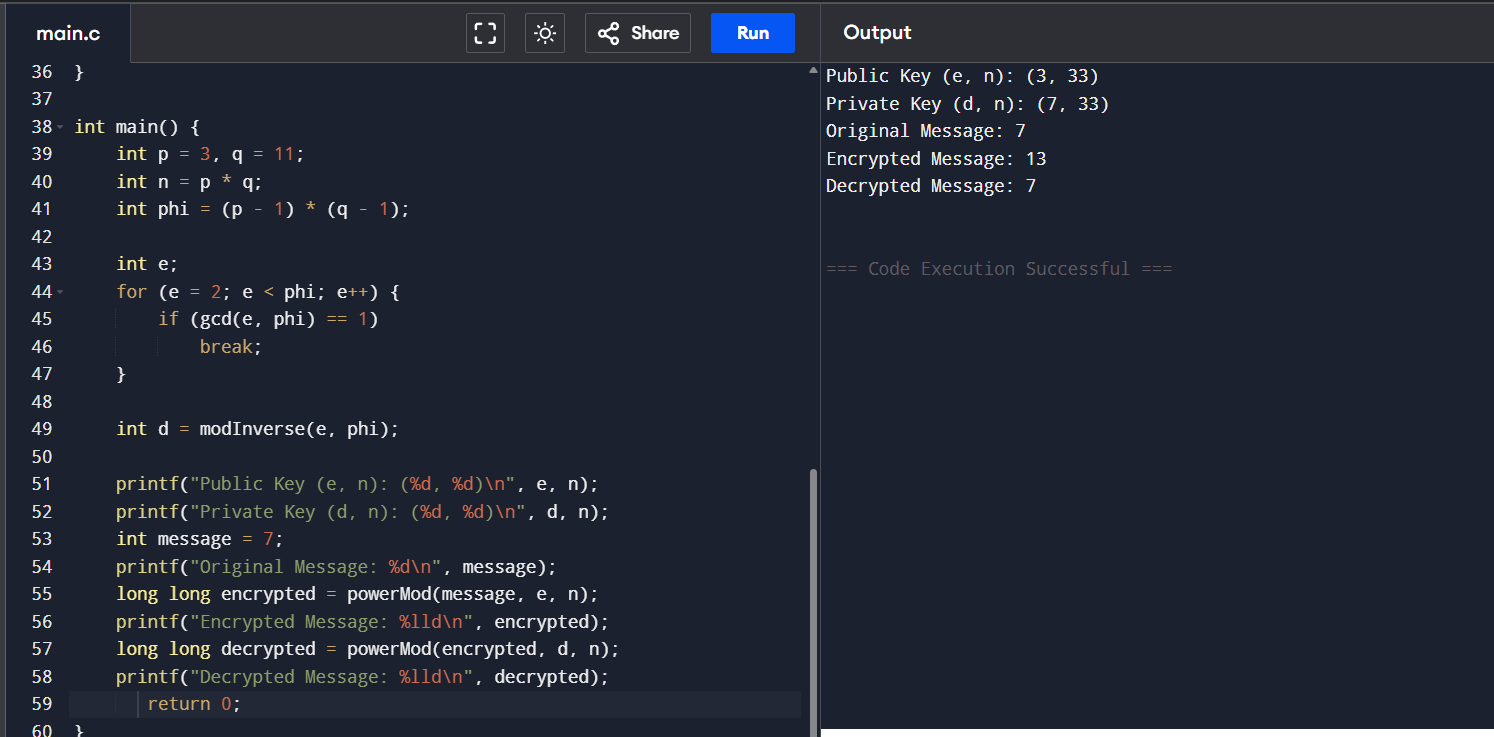 main.c
Share
Run
Output
36 }
37
38 int main() {
39 int p = 3, q = 11;
40 int n = p * q;
41 int phi = (p - 1) * (q - 1);
42
43 int e;
44 for (e = 2; e < phi; e++) {
45 if (gcd(e, phi) == 1)
46 break;
47 }
48
49 int d = modInverse(e, phi);
50
51 printf("Public Key (e, n): (%d, %d)\n", e, n);
52 printf("Private Key (d, n): (%d, %d)\n", d, n);
53 int message = 7;
54 printf("Original Message: %d\n", message);
55 long long encrypted = powerMod(message, e, n);
56 printf("Encrypted Message: %lld\n", encrypted);
57 long long decrypted = powerMod(encrypted, d, n);
58 printf("Decrypted Message: %lld\n", decrypted);
59 return 0;
60 }
Public Key (e, n): (3, 33)
Private Key (d, n): (7, 33)
Original Message: 7
Encrypted Message: 13
Decrypted Message: 7
=== Code Execution Successful ===